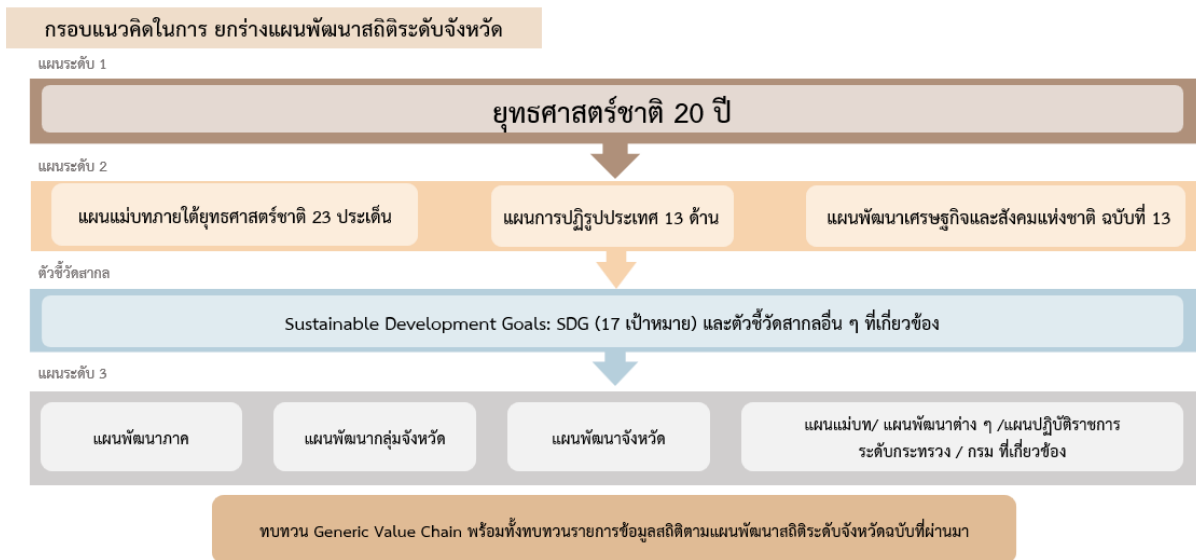 กรอบแนวคิดในการ ยกร่างแผนพัฒนาสถิติระดับจังหวัด
แผนระดับ 1
ยุทธศาสตร์ชาติ 20 ปี
แผนระดับ 2
แผนแม่บทภายใต้ยุทธศาสตร์ชาติ 23 ประเด็น
แผนการปฏิรูปประเทศ 13 ด้าน
แผนพัฒนาเศรษฐกิจและสังคมแห่งชาติ ฉบับที่ 13
ตัวชี้วัดสากล
Sustainable Development Goals: SDG (17 เป้าหมาย) และตัวชี้วัดสากลอื่น ๆ ที่เกี่ยวข้อง
แผนระดับ 3
แผนพัฒนาภาค
แผนพัฒนากลุ่มจังหวัด
แผนพัฒนาจังหวัด
แผนแม่บท/ แผนพัฒนาต่าง ๆ /แผนปฏิบัติราชการ
ระดับกระทรวง / กรม ที่เกี่ยวข้อง
ทบทวน Generic Value Chain พร้อมทั้งทบทวนรายการข้อมูลสถิติตามแผนพัฒนาสถิติระดับจังหวัดฉบับที่ผ่านมา